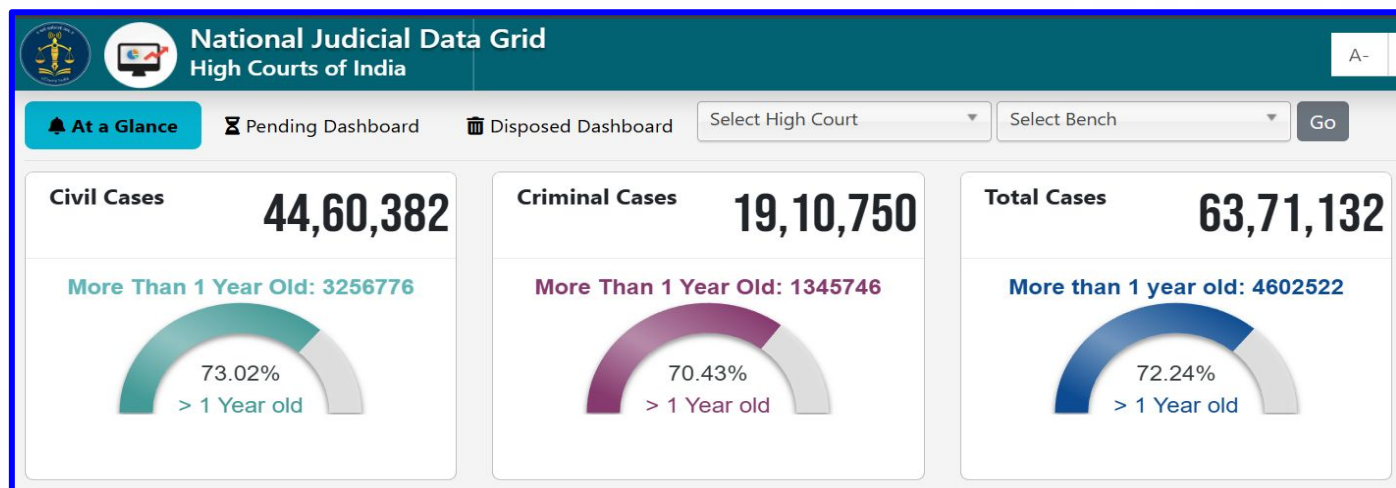 National Judicial Data Grid
High Courts of India
A-
At a Glance
Pending Dashboard
Disposed Dashboard
Select High Court
Select Bench
Go
Civil Cases
44,60,382
More Than 1 Year Old: 3256776
73.02%
> 1 Year old
Criminal Cases
19,10,750
More Than 1 Year Old: 1345746
70.43%
> 1 Year old
Total Cases
63,71,132
More than 1 year old: 4602522
72.24%
> 1 Year old